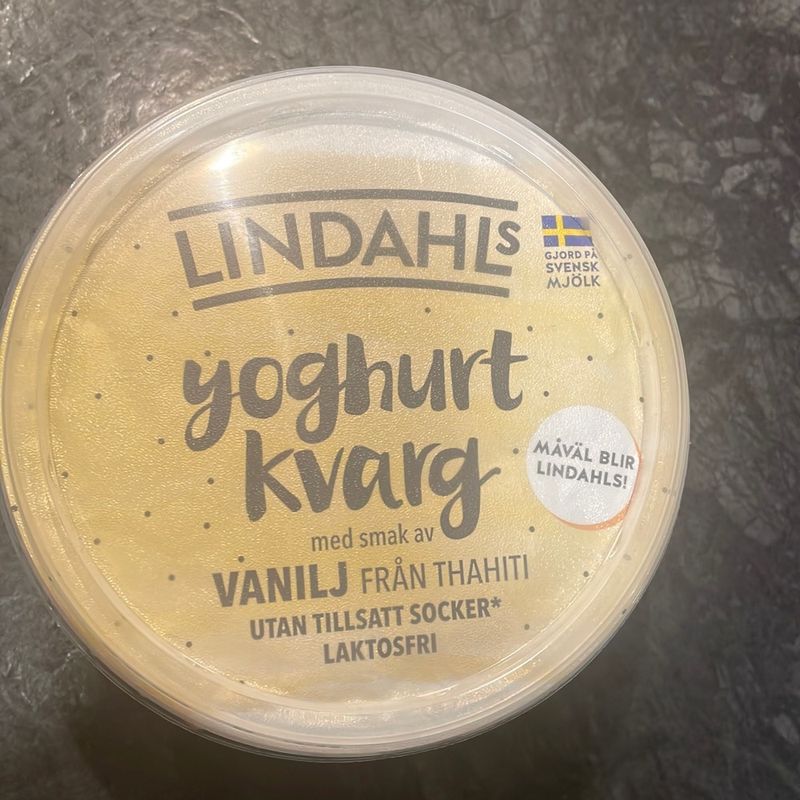 LINDAHLS
GJORD PÅ
SVENSK
MJÖLK
yoghurt
kvarg
MÅVÄL BLIR
LINDAHLS!
med smak av
VANILJ FRÅN THAHITI
UTAN TILLSATT SOCKER*
LAKTOSFRI